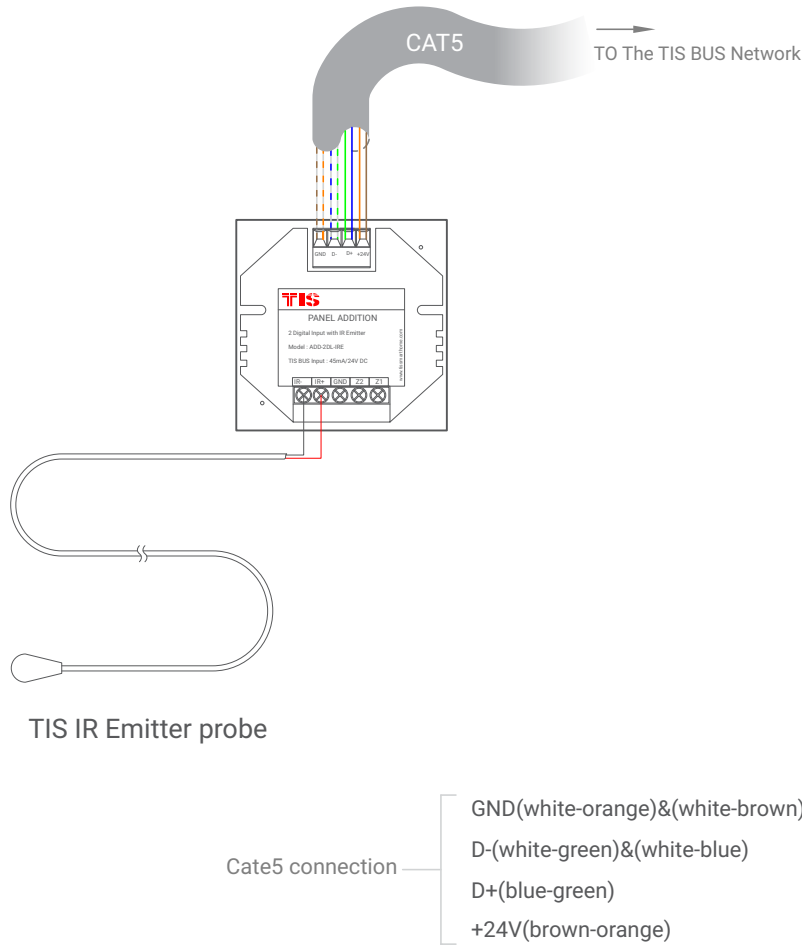 CAT5
TO The TIS BUS Network
GND D- D+ +24V
TIS
PANEL ADDITION
2 Digital Input with IR Emitter
Model : ADD-2DL-IRE
TIS BUS Input : 45mA/24V DC
IR- IR+ GND Z2 Z1
TIS IR Emitter probe
Cate5 connection
GND(white-orange)&(white-brown)
D-(white-green)&(white-blue)
D+(blue-green)
+24V(brown-orange)